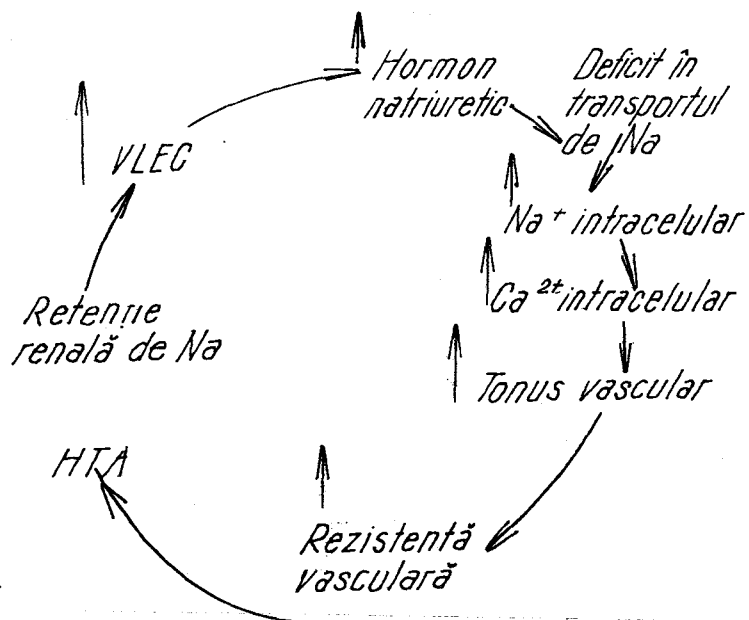 Hormon
natriuretic
Deficit în
transportul
de Na
VLEC
Na+ intracelular
Ca2+ intracelular
Retenție
renală de Na
Tonus vascular
HTA
Rezistentă
vasculară